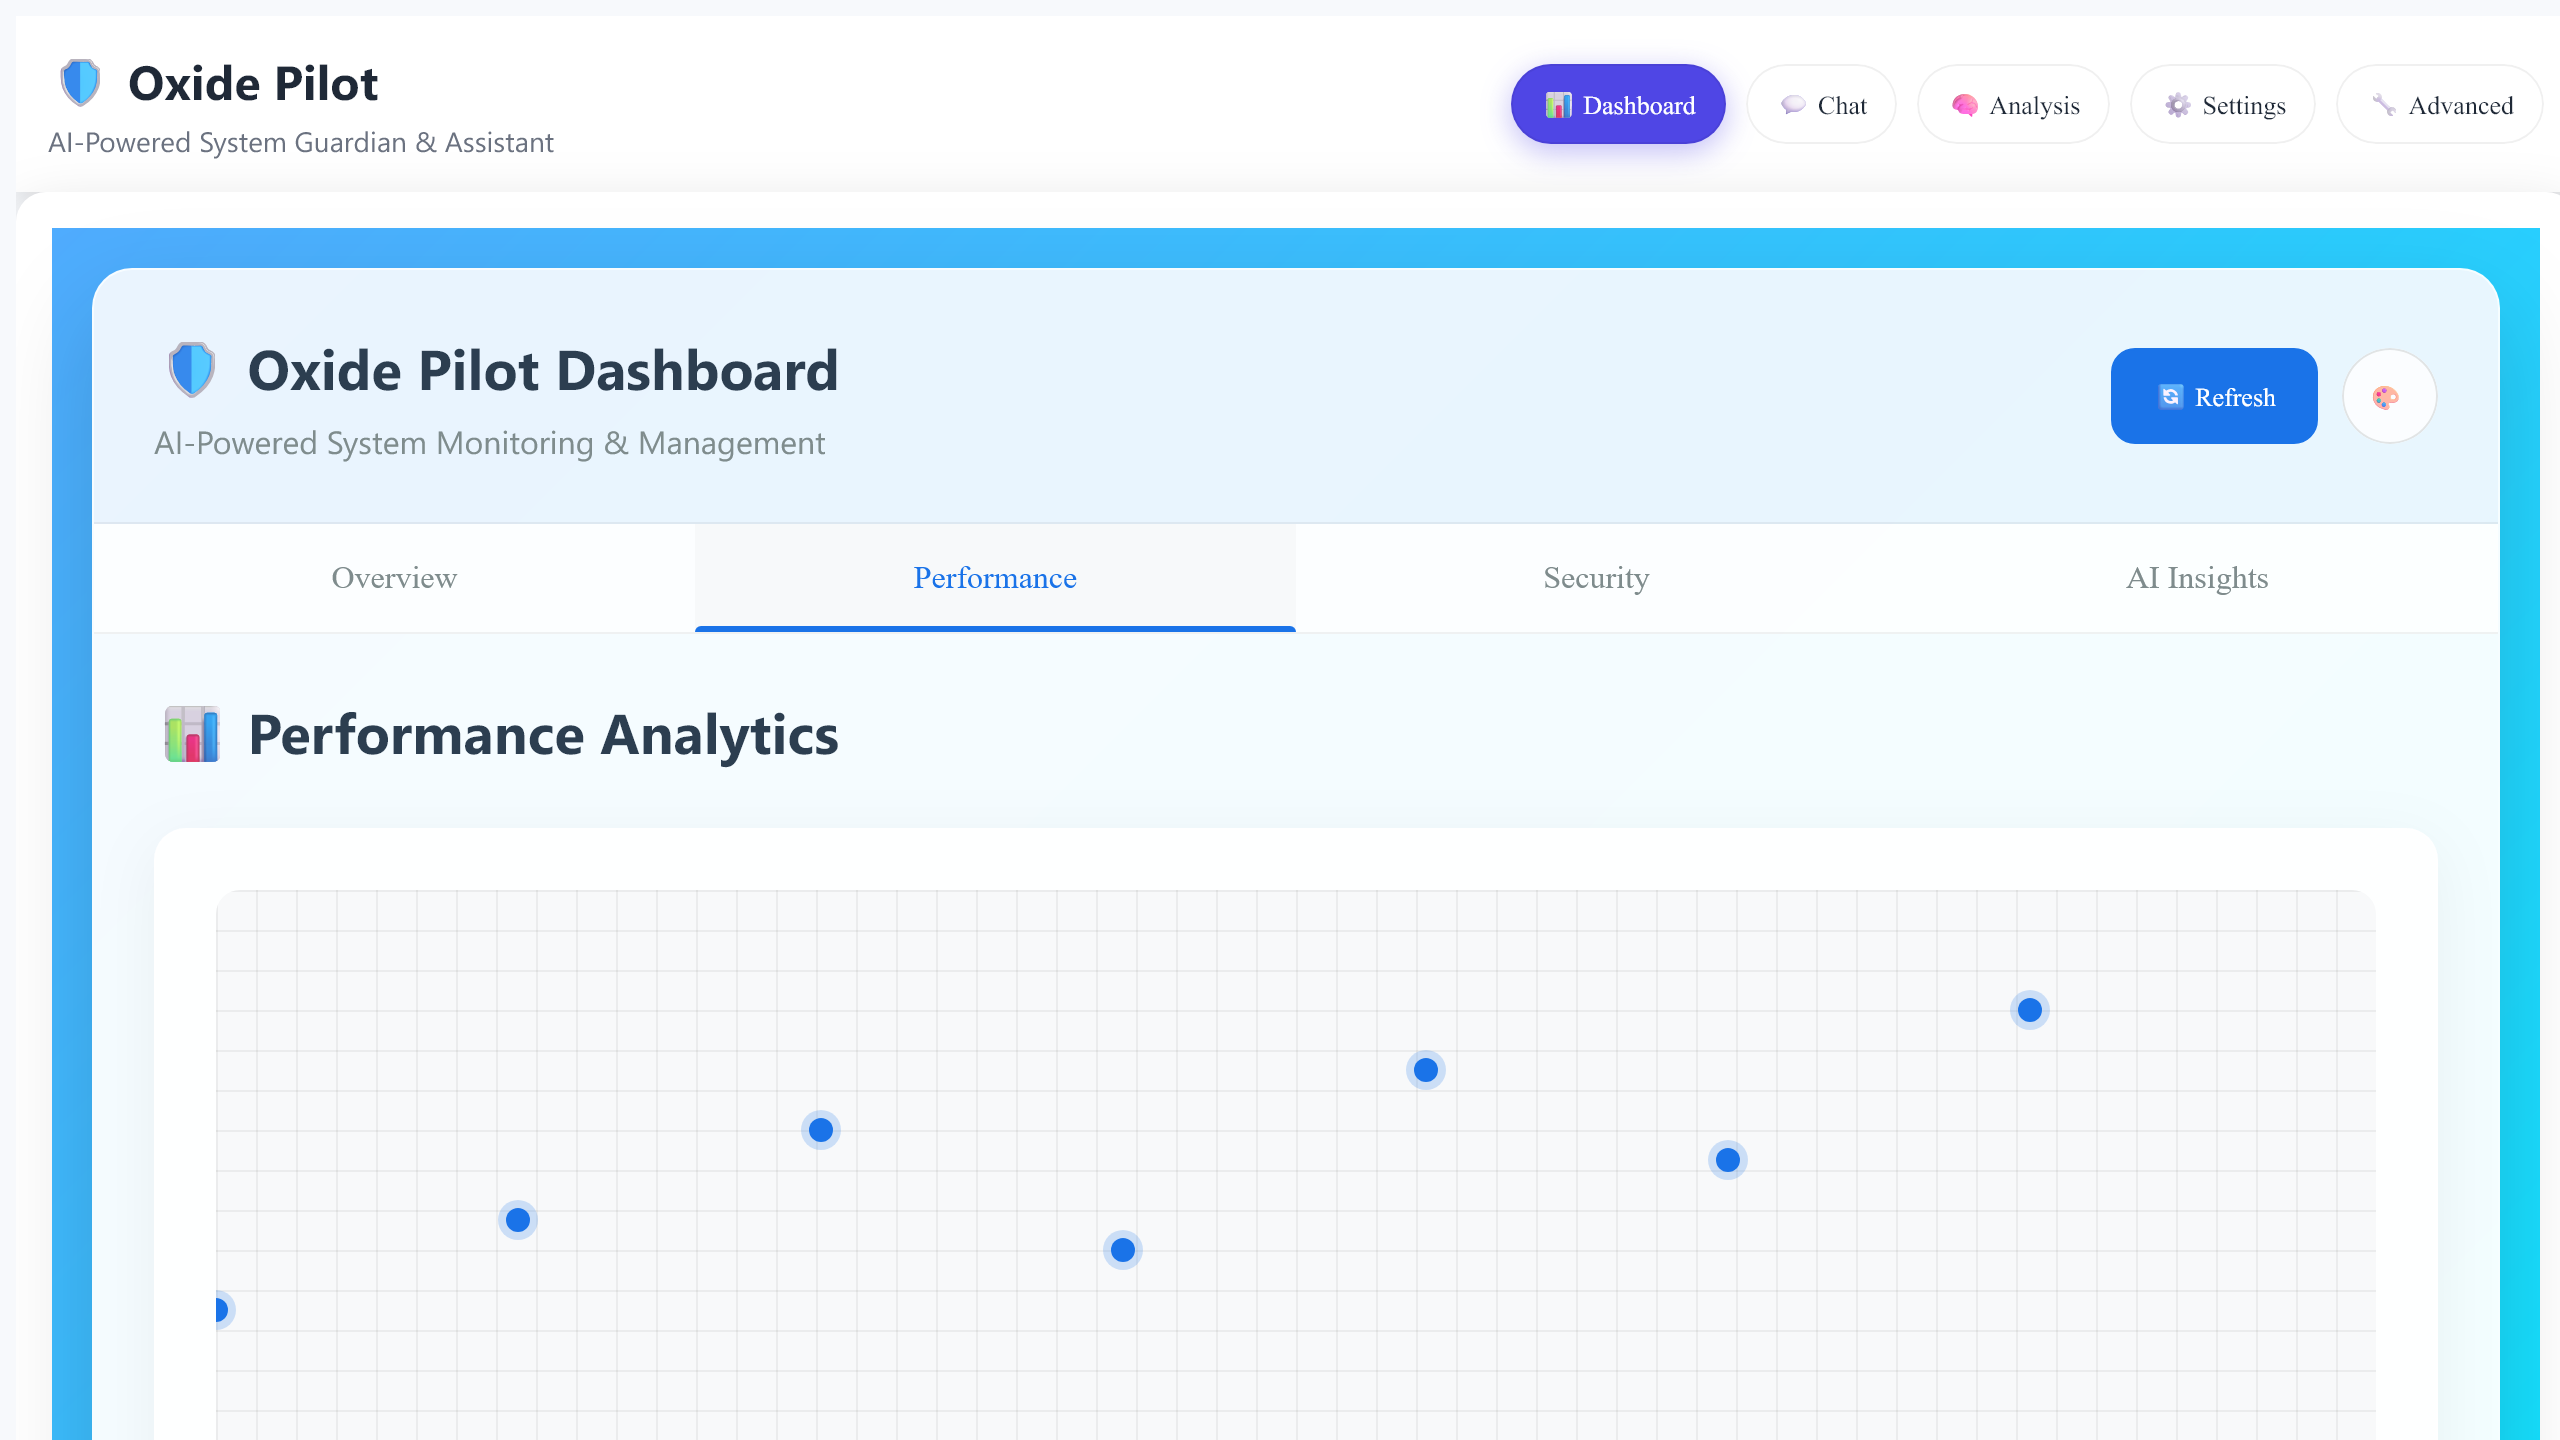 Oxide Pilot
AI-Powered System Guardian & Assistant
Dashboard
Chat
Analysis
Settings
Advanced
Oxide Pilot Dashboard
AI-Powered System Monitoring & Management
Refresh
Overview
Performance
Security
AI Insights
Performance Analytics